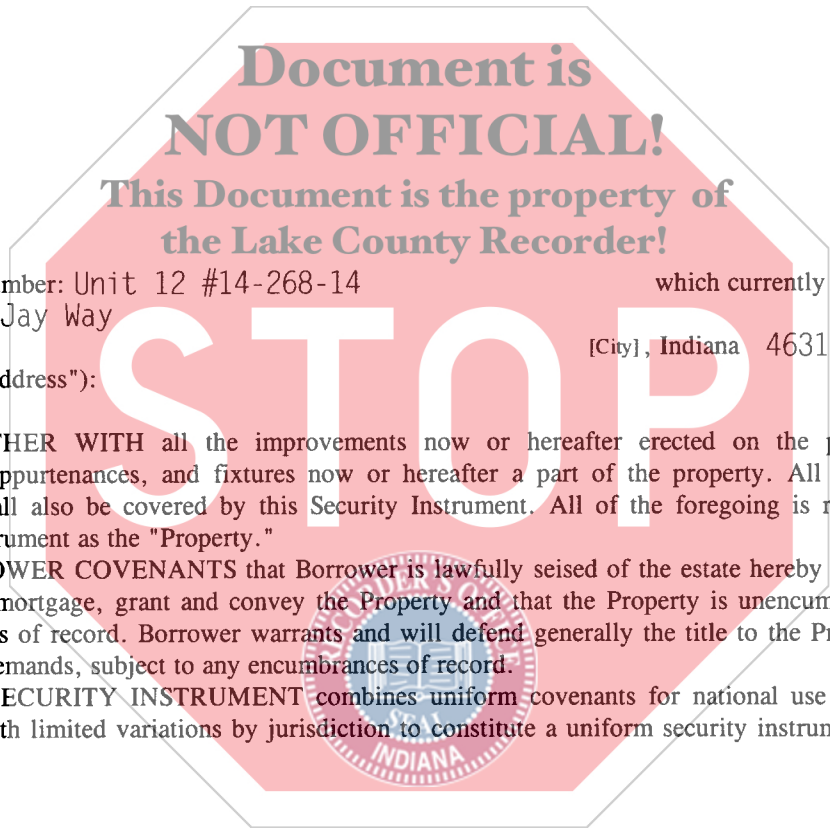 Document is
NOT OFFICIAL!
This Document is the property of
the Lake County Recorder!
mber: Unit 12 #14-268-14 which currently
Jay Way
[City], Indiana 4631
ddress"):
STOP
THER WITH all the improvements now or hereafter erected on the p
ppurtenances, and fixtures now or hereafter a part of the property. All
all also be covered by this Security Instrument. All of the foregoing is r
rument as the "Property."
OWER COVENANTS that Borrower is lawfully seised of the estate hereby
mortgage, grant and convey the Property and that the Property is unencum
s of record. Borrower warrants and will defend generally the title to the Pr
emands, subject to any encumbrances of record.
ECURITY INSTRUMENT combines uniform covenants for national use
th limited variations by jurisdiction to constitute a uniform security instrum
RECORDER'S OFFICE
SEAL
INDIANA